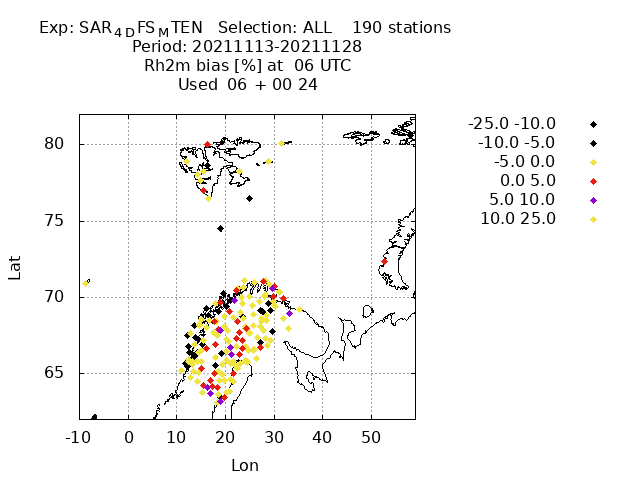 Exp: SAR4DFSMTEN Selection: ALL 190 stations
Period: 20211113-20211128
Rh2m bias [%] at 06 UTC
Used 06 + 00 24
-25.0 -10.0
-10.0 -5.0
-5.0 0.0
0.0 5.0
5.0 10.0
10.0 25.0
80
75
70
65
Lat
-10 0 10 20 30 40 50
Lon